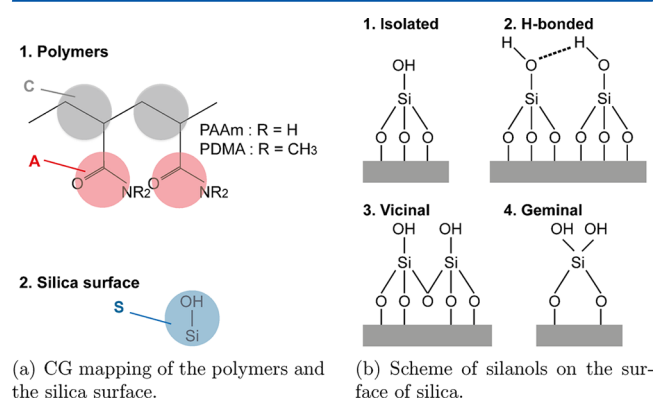 1. Polymers
C
PAAm : R = H
PDMA : R = CH3
A
O
NR2
O
NR2
2. Silica surface
S
OH
Si
(a) CG mapping of the polymers and
the silica surface.
1. Isolated
OH
Si
O O O
2. H-bonded
H H
O O
Si Si
O O O O O O
3. Vicinal
OH OH
Si Si
O O O O O
4. Geminal
OH OH
Si
O O
(b) Scheme of silanols on the sur-
face of silica.